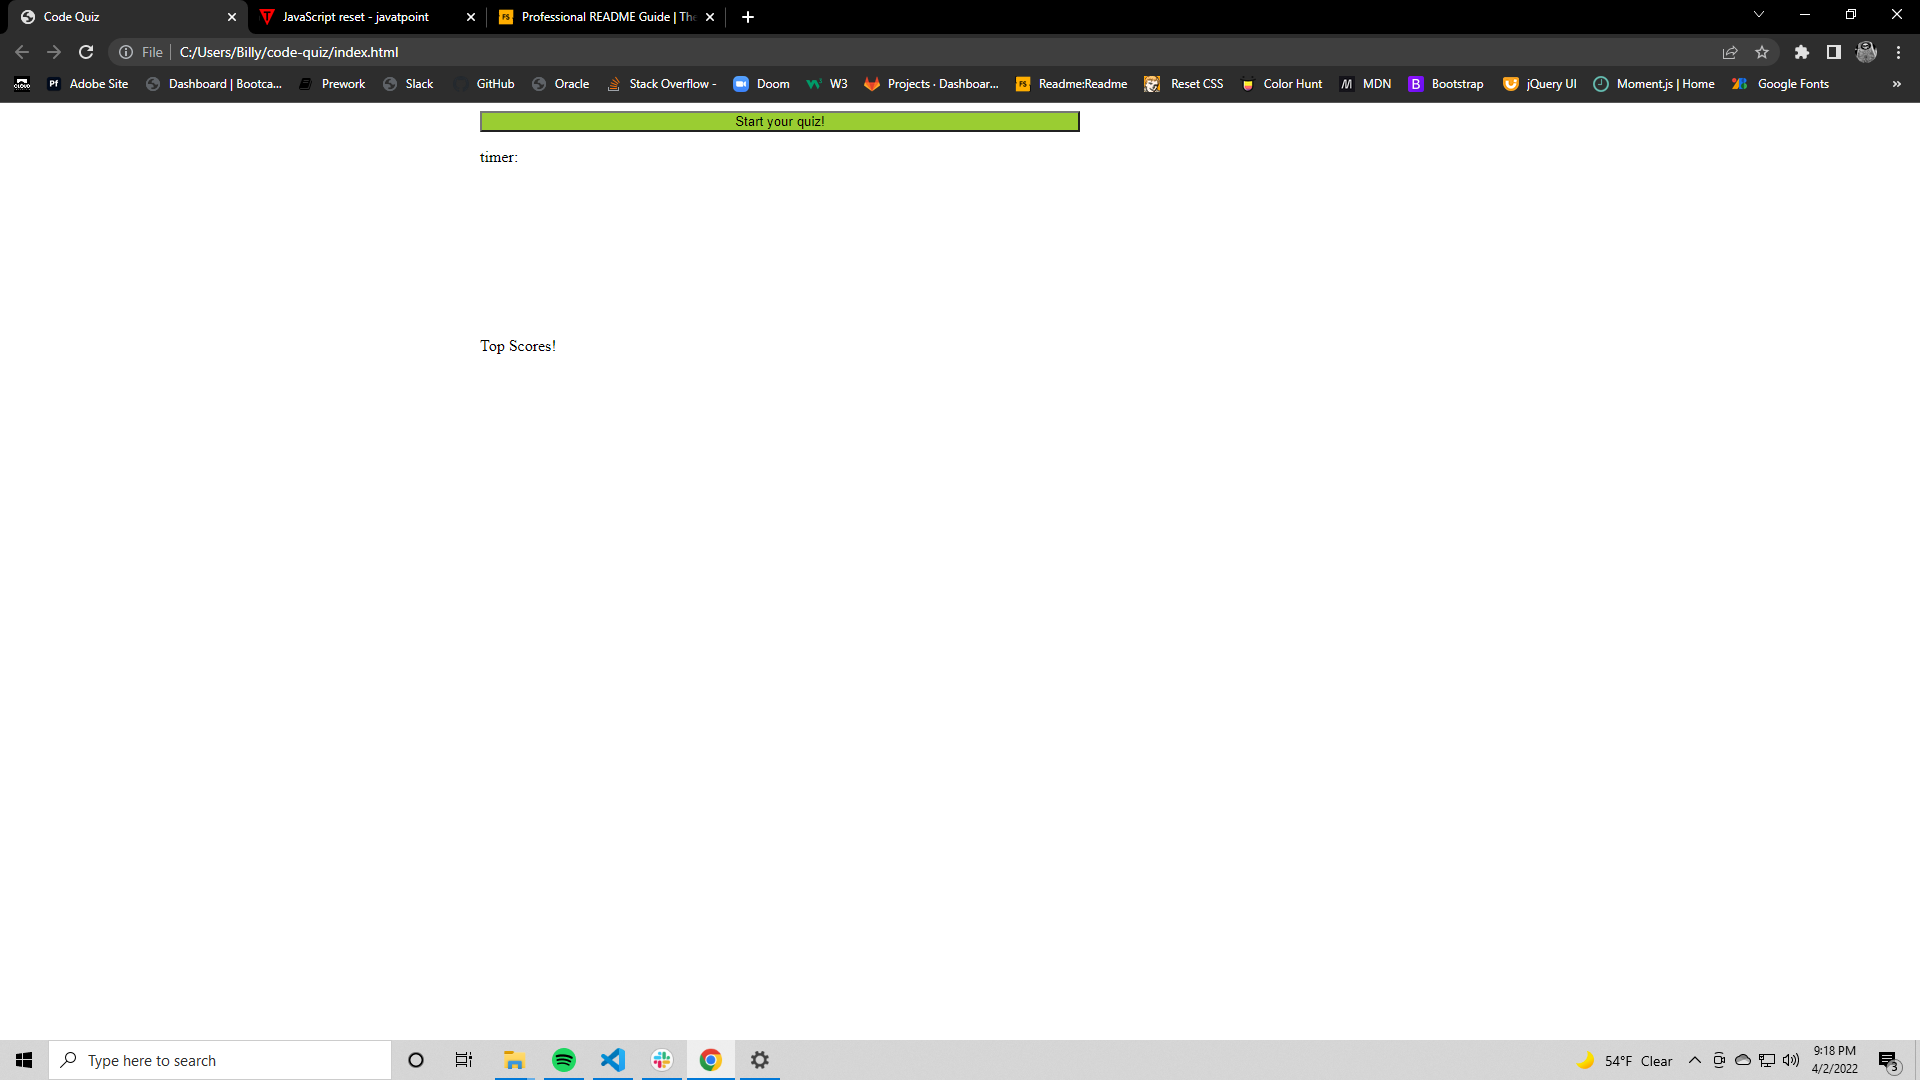 Code Quiz
JavaScript reset - javatpoint
Professional README Guide | The
File
C:/Users/Billy/code-quiz/index.html
Adobe Site
Dashboard | Bootca...
Prework
Slack
GitHub
Oracle
Stack Overflow -
Doom
W3
Projects · Dashboar...
Readme:Readme
Reset CSS
Color Hunt
MDN
Bootstrap
jQuery UI
Moment.js | Home
Google Fonts
Start your quiz!
timer:
Top Scores!
Type here to search
54°F Clear
9:18 PM
4/2/2022
3